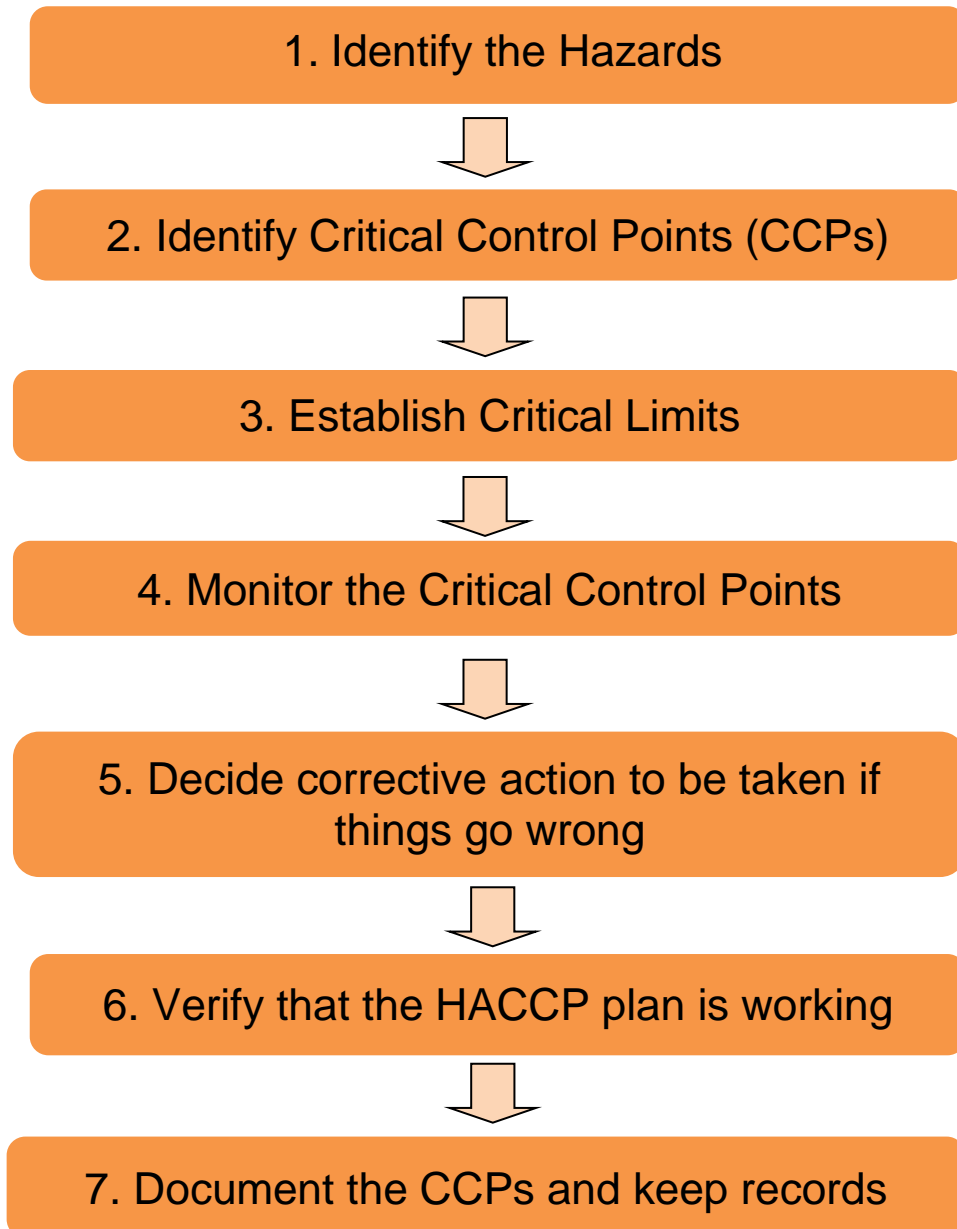 1. Identify the Hazards
2. Identify Critical Control Points (CCPs)
3. Establish Critical Limits
4. Monitor the Critical Control Points
5. Decide corrective action to be taken if
things go wrong
6. Verify that the HACCP plan is working
7. Document the CCPs and keep records